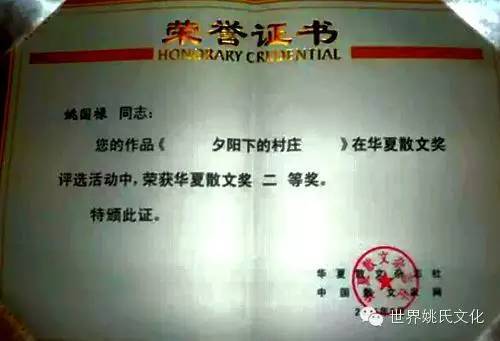 荣誉证书
HONORARY CREDENTIAL
姚国禄 同志：
您的作品《 夕阳下的村庄 》在华夏散文奖
评选活动中，荣获华夏散文奖 二 等奖。
特颁此证。
华夏散文杂志社
中国散文家网
世界姚氏文化